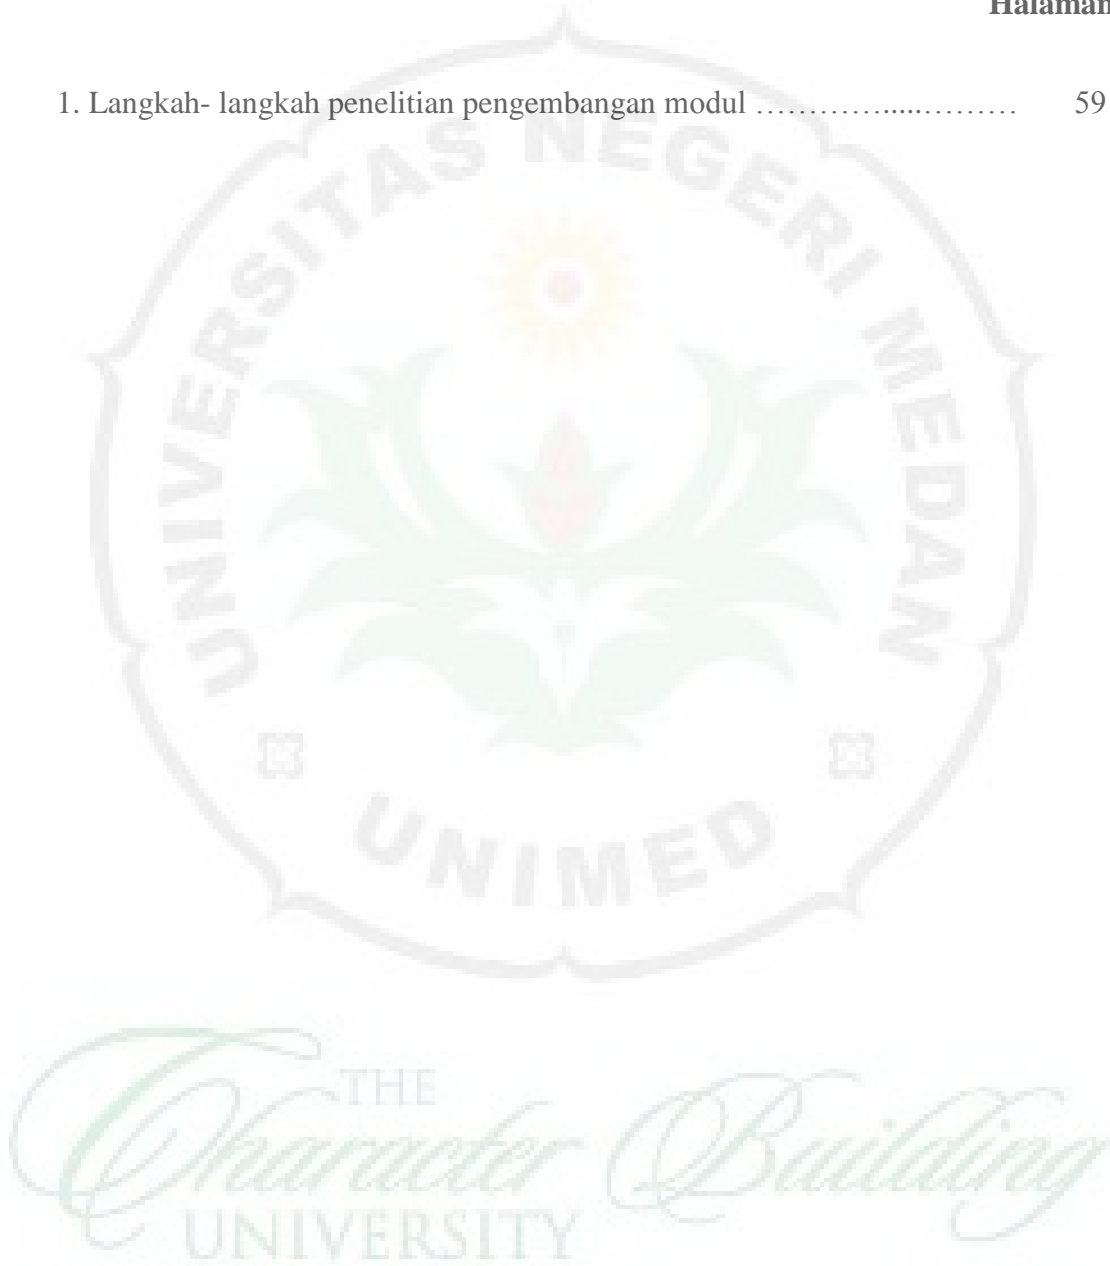 Halaman
1. Langkah- langkah penelitian pengembangan modul ………….....……… 59
UNIVERSITAS NEGERI MEDAN
UNIMED
THE
Character Building
UNIVERSITY